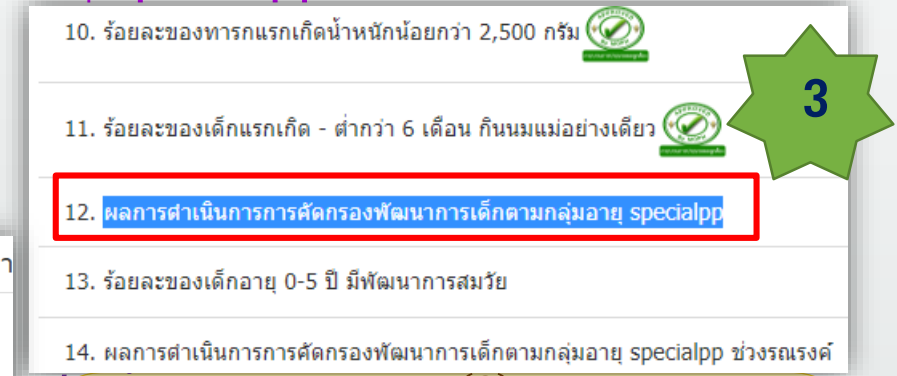 10. ร้อยละของทารกแรกเกิดน้ำหนักน้อยกว่า 2,500 กรัม
3
11. ร้อยละของเด็กแรกเกิด - ต่ำกว่า 6 เดือน กินนมแม่อย่างเดียว
12. ผลการดำเนินการการคัดกรองพัฒนาการเด็กตามกลุ่มอายุ specialpp
13. ร้อยละของเด็กอายุ 0-5 ปี มีพัฒนาการสมวัย
14. ผลการดำเนินการการคัดกรองพัฒนาการเด็กตามกลุ่มอายุ specialpp ช่วงรณรงค์